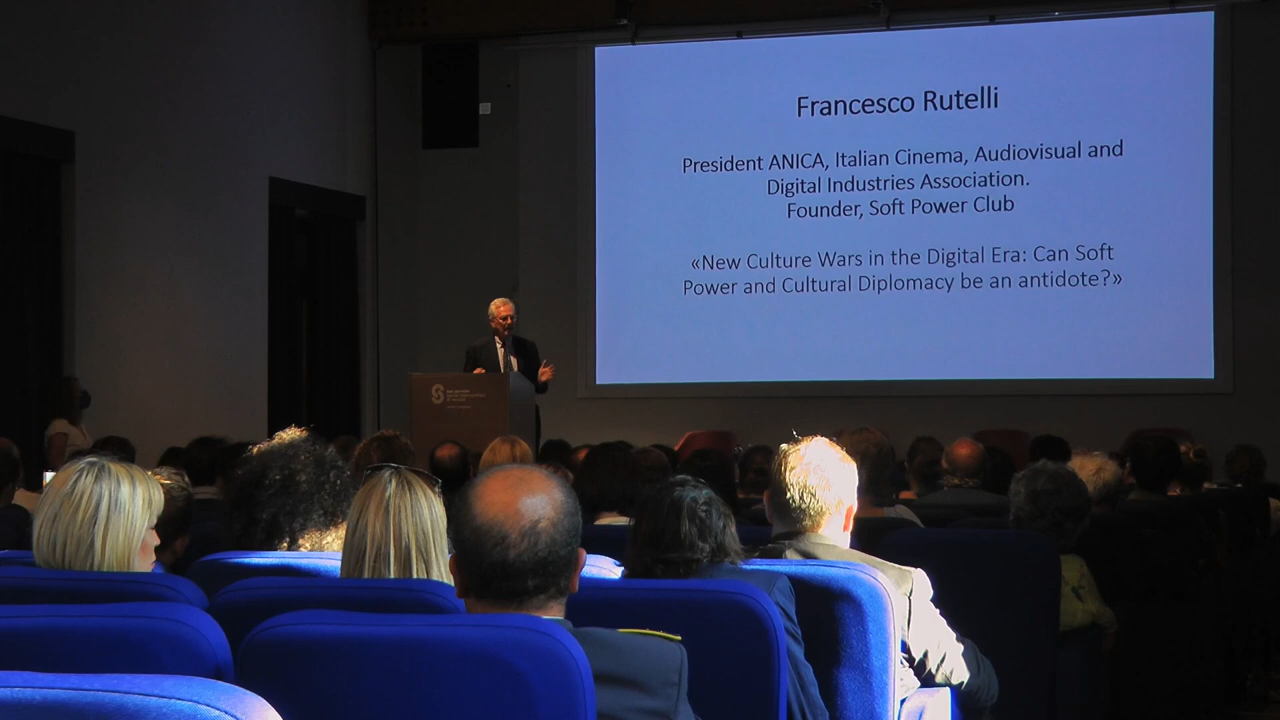 Francesco Rutelli
President ANICA, Italian Cinema, Audiovisual and
Digital Industries Association.
Founder, Soft Power Club
«New Culture Wars in the Digital Era: Can Soft
Power and Cultural Diplomacy be an antidote?»